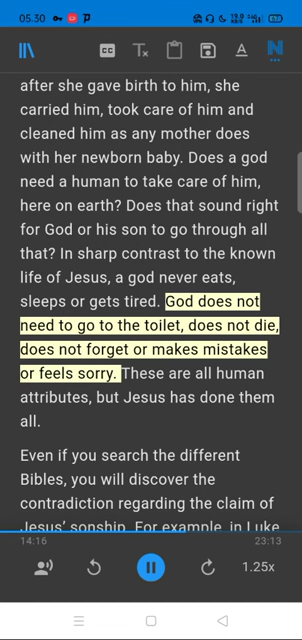 05.30
19.0
CC
A
N
after she gave birth to him, she
carried him, took care of him and
cleaned him as any mother does
with her newborn baby. Does a god
need a human to take care of him,
here on earth? Does that sound right
for God or his son to go through all
that? In sharp contrast to the known
life of Jesus, a god never eats,
sleeps or gets tired. God does not
need to go to the toilet, does not die,
does not forget or makes mistakes
or feels sorry. These are all human
attributes, but Jesus has done them
all.
Even if you search the different
Bibles, you will discover the
contradiction regarding the claim of
Jesus’ sonship. For example, in Luke
14:16
23:13
1.25x